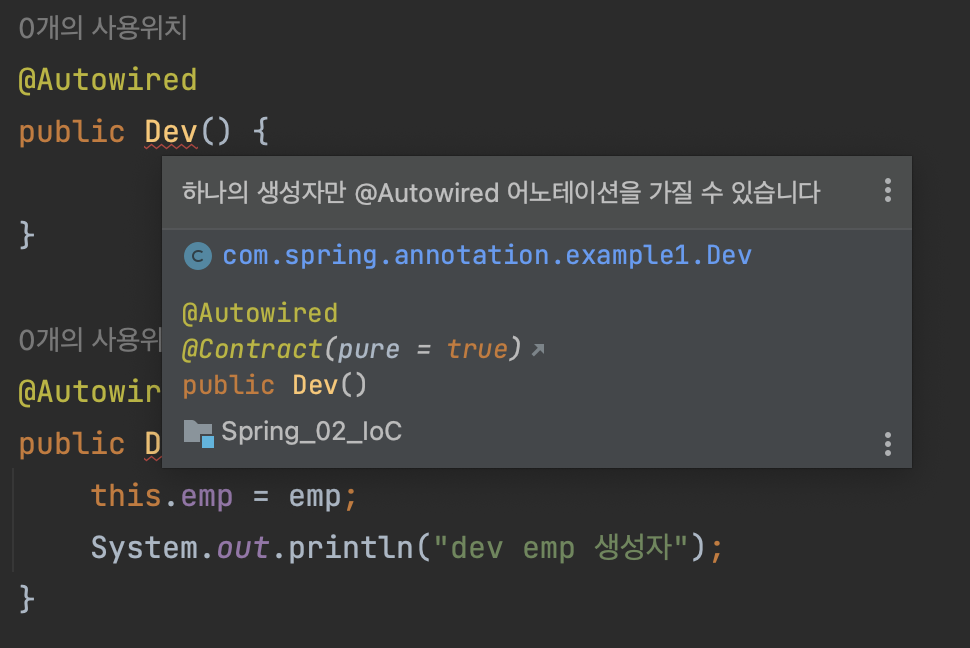 0개의 사용위치
@Autowired
public Dev() {
하나의 생성자만 @Autowired 어노테이션을 가질 수 있습니다
com.spring.annotation.example1.Dev
@Autowired
@Contract(pure = true)
public Dev()
Spring_02_IoC
}
0개의 사용위
@Autowir
public D
this.emp = emp;
System.out.println("dev emp 생성자");
}